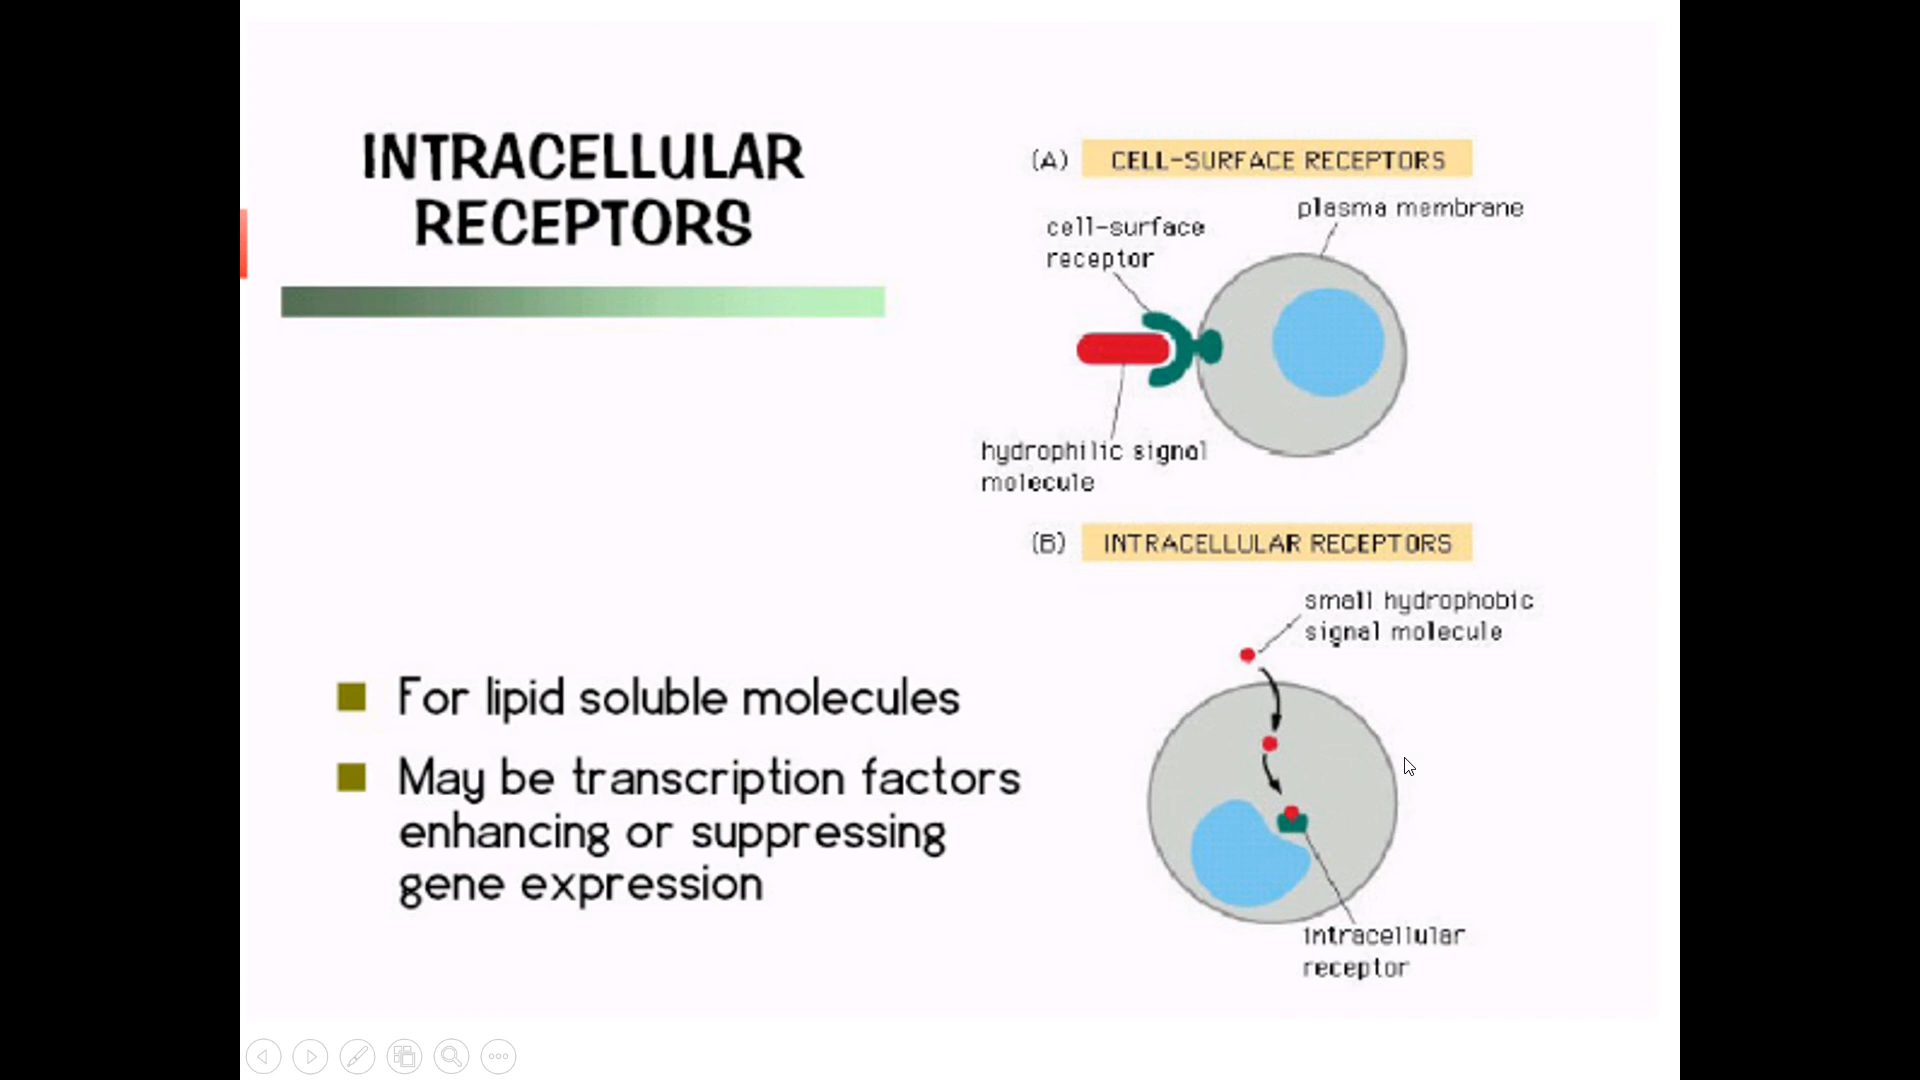 INTRACELLULAR
RECEPTORS
For lipid soluble molecules
May be transcription factors
enhancing or suppressing
gene expression
(A) CELL-SURFACE RECEPTORS
plasma membrane
cell-surface
receptor
hydrophilic signal
molecule
(B) INTRACELLULAR RECEPTORS
small hydrophobic
signal molecule
intracellular
receptor